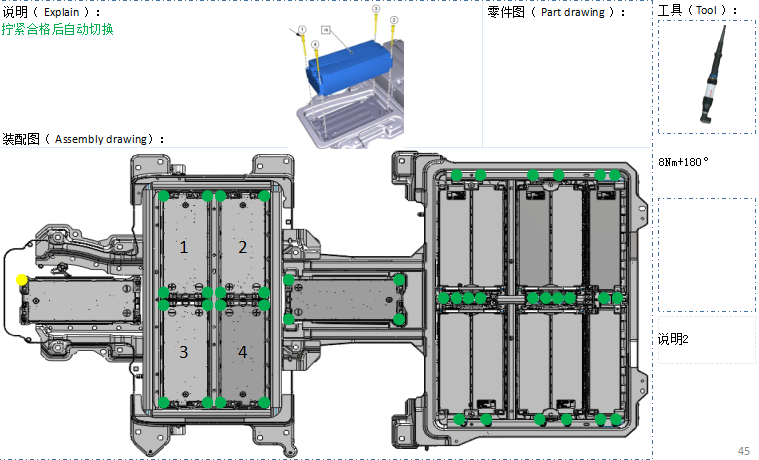 说明（ Explain ）：
拧紧合格后自动切换
1
4
16
3
2
零件图（ Part drawing ）：
工具（Tool ）：
8Nm+180°
说明2
装配图（ Assembly drawing）：
1
2
3
4
45